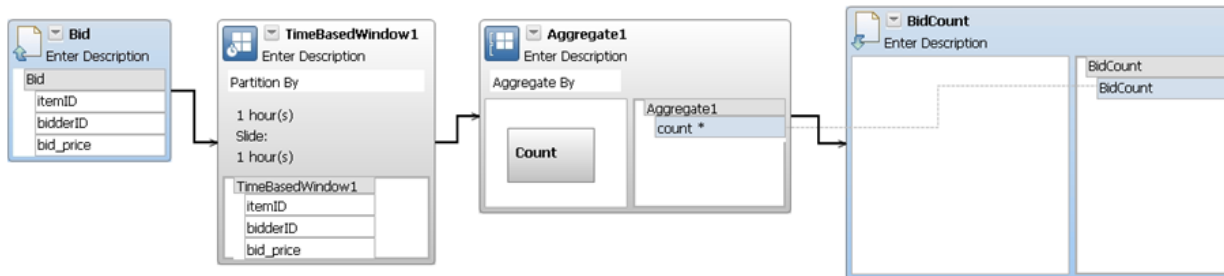 Bid
Enter Description
Bid
itemID
bidderID
bid_price
TimeBasedWindow1
Enter Description
Partition By
1 hour(s)
Slide:
1 hour(s)
TimeBasedWindow1
itemID
bidderID
bid_price
Aggregate1
Enter Description
Aggregate By
Count
Aggregate1
count *
BidCount
Enter Description
BidCount
BidCount